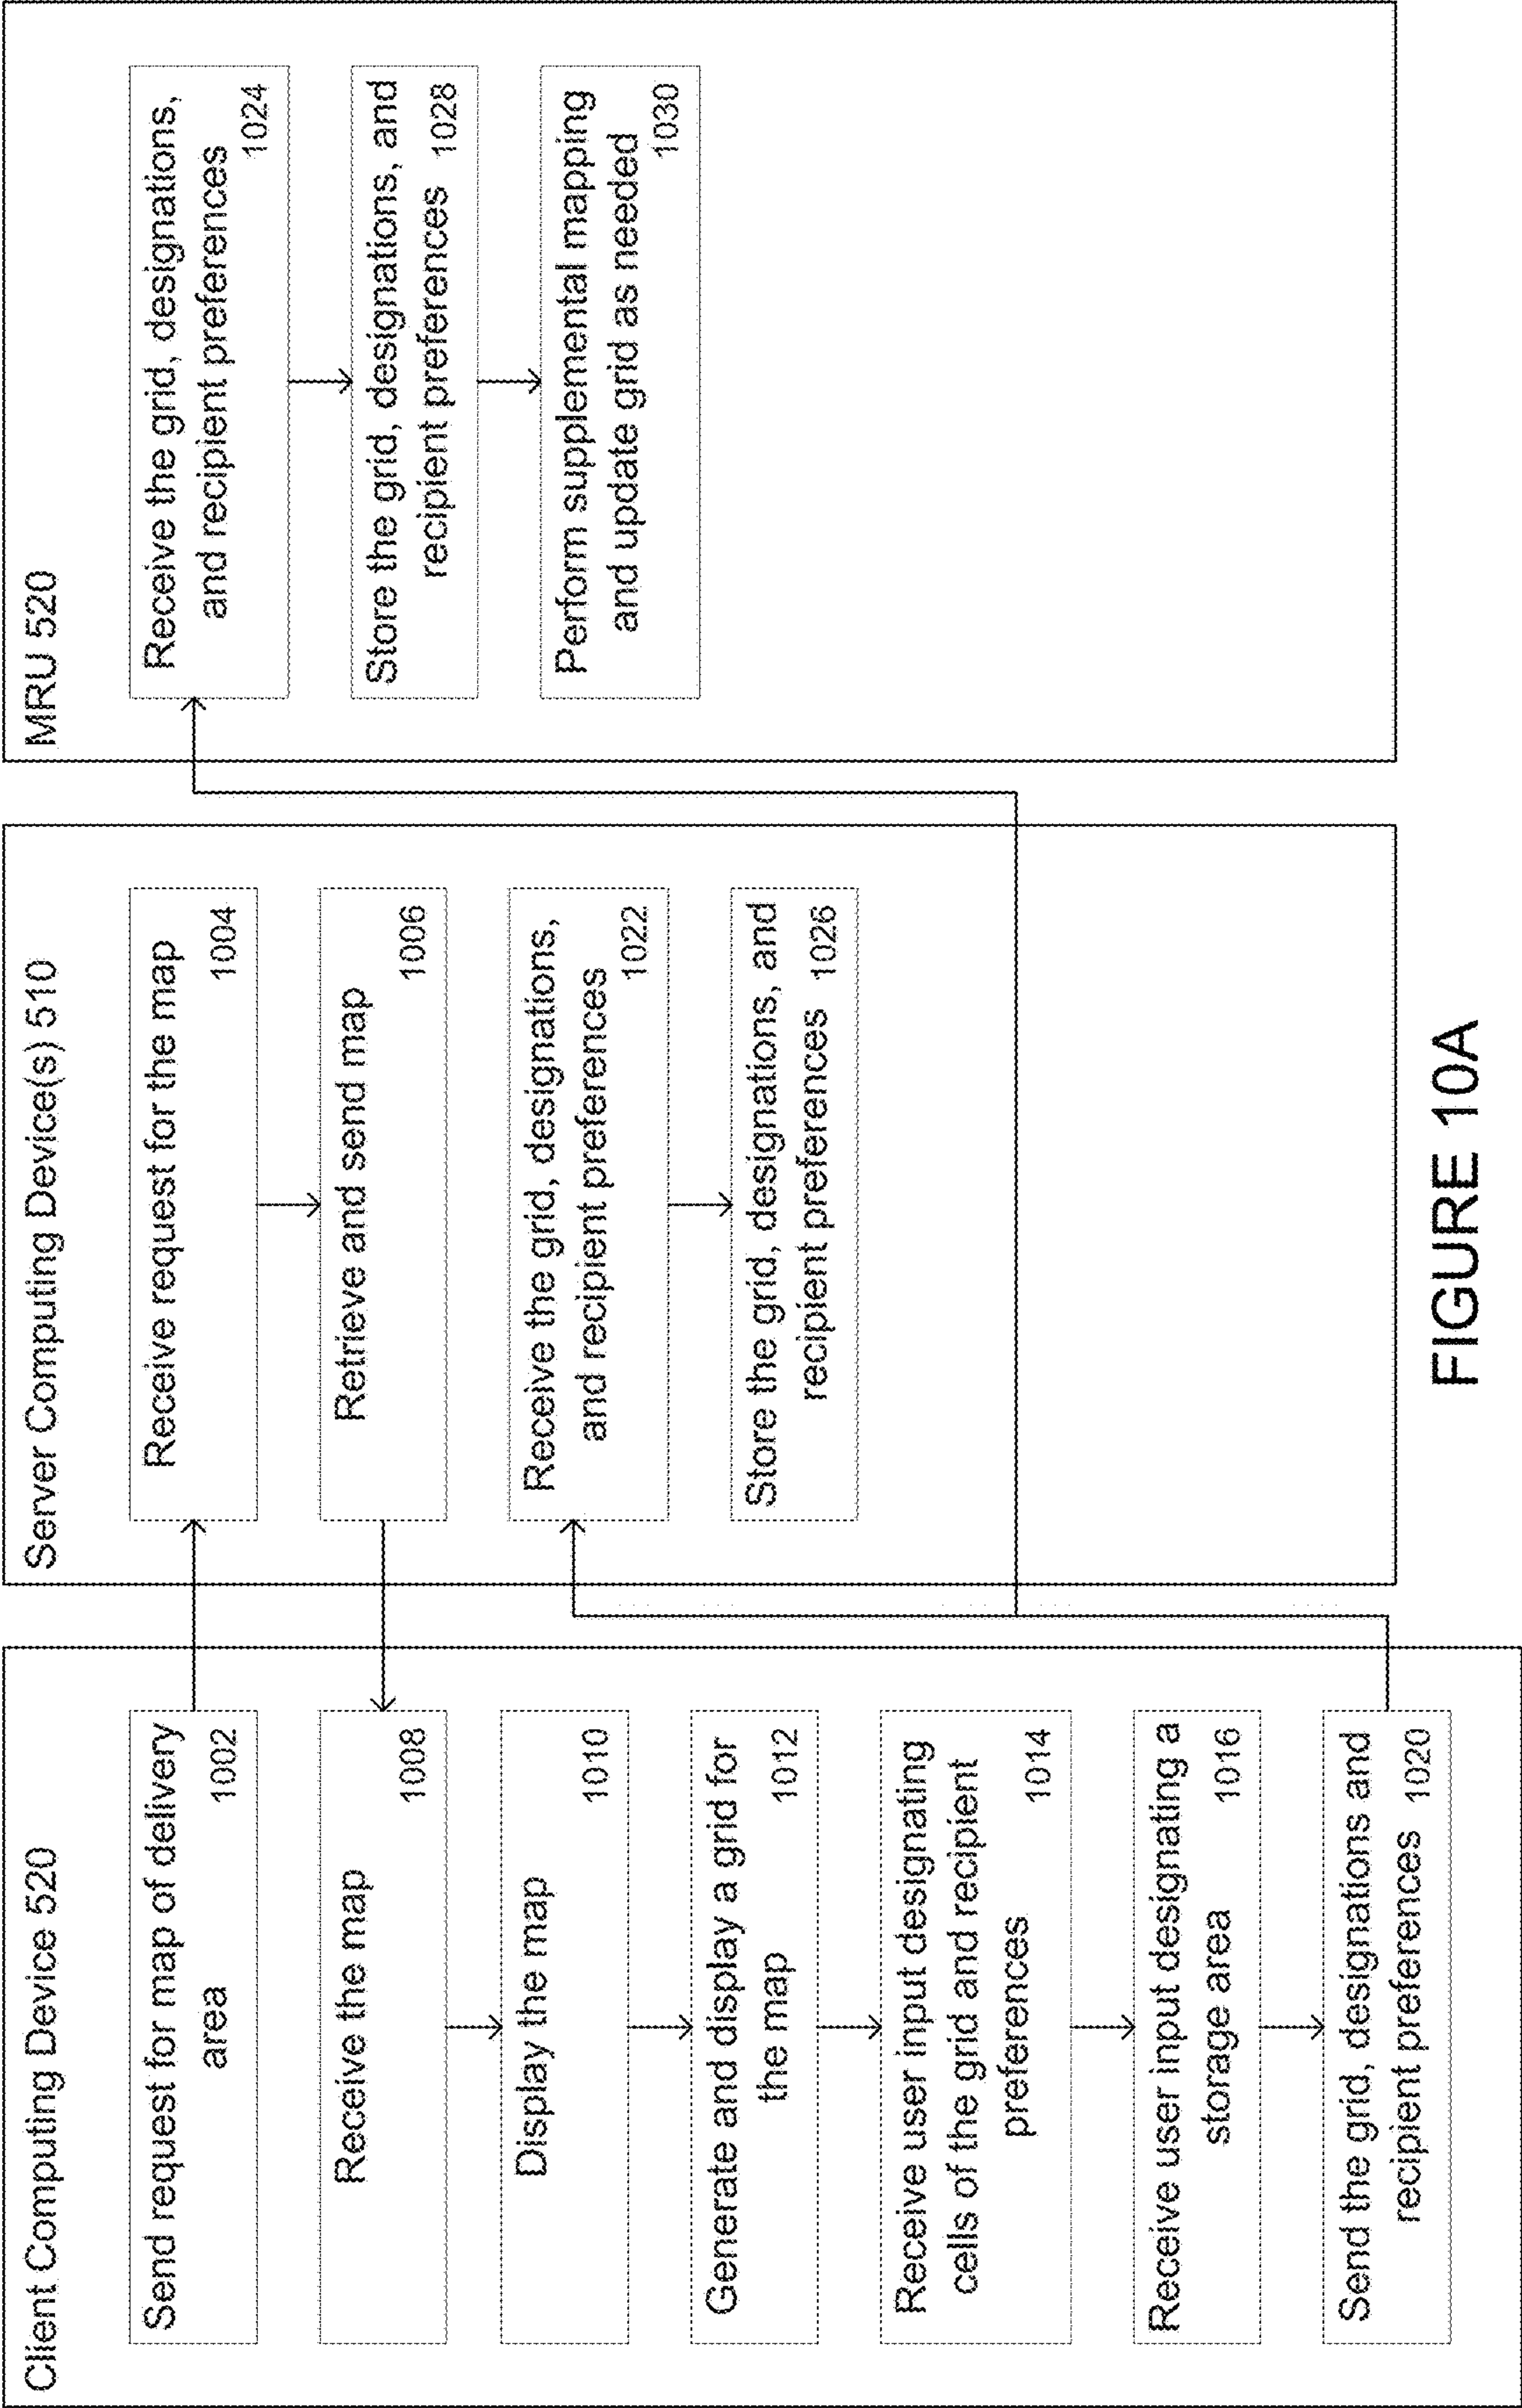 Client Computing Device 520
Send request for map of delivery
area
1002
Receive the map
1008
Display the map
1010
Generate and display a grid for
the map
1012
Receive user input designating
cells of the grid and recipient
preferences
1014
Receive user input designating a
storage area
1016
Send the grid, designations and
recipient preferences 1020
Server Computing Device(s) 510
Receive request for the map
1004
Retrieve and send map
1006
Receive the grid, designations,
and recipient preferences
1022
Store the grid, designations, and
recipient preferences 1026
MRU 520
Receive the grid, designations,
and recipient preferences
1024
Store the grid, designations, and
recipient preferences 1028
Perform supplemental mapping
and update grid as needed
1030
FIGURE 10A